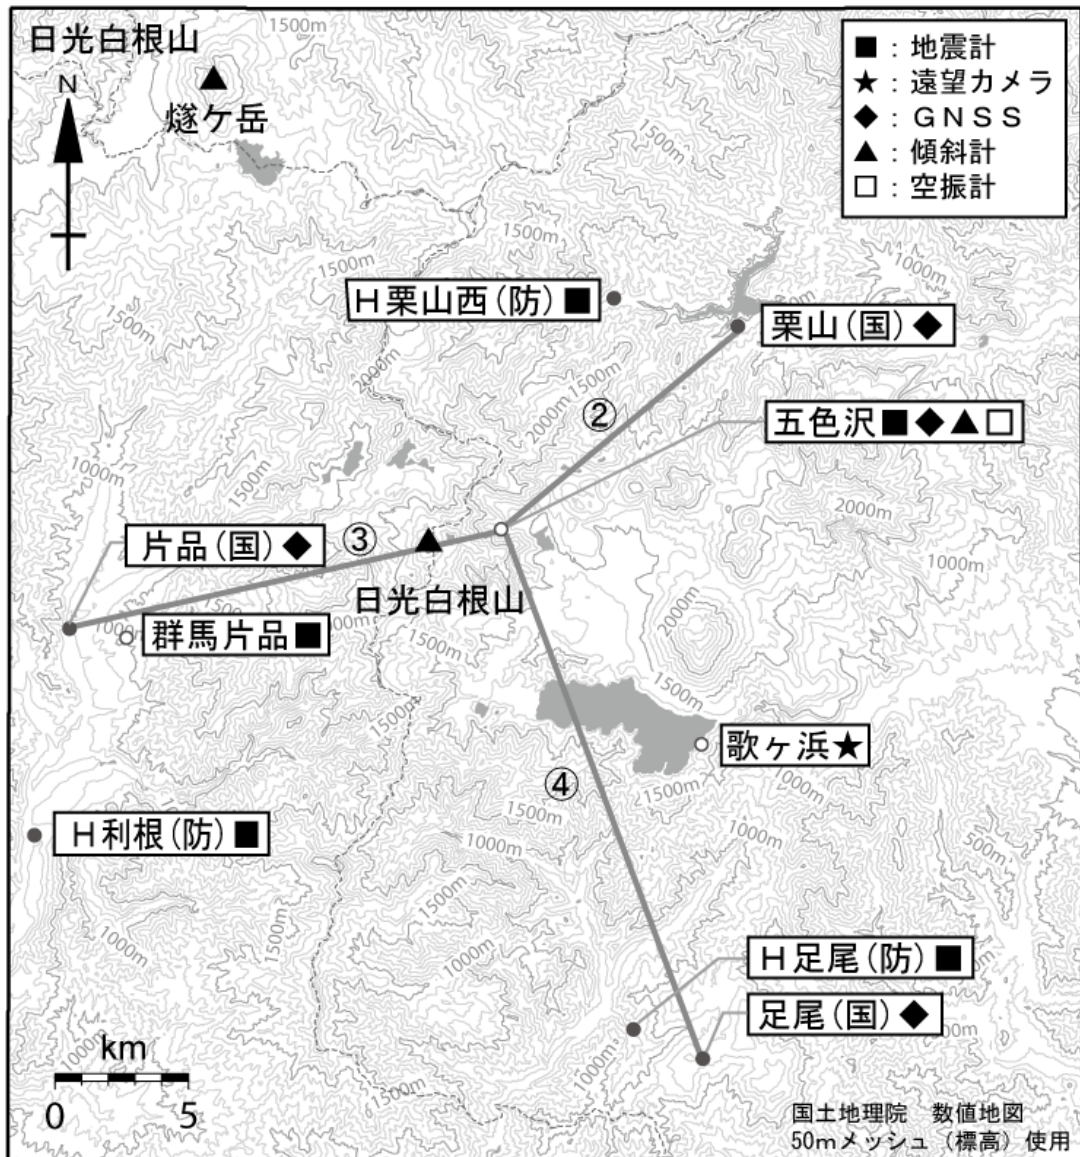 日光白根山
1500m
N
燧ケ岳
■：地震計
★：遠望カメラ
◆：ＧＮＳＳ
▲：傾斜計
□：空振計
1500m
1500m
1500m
1000m
1500m
Ｈ栗山西(防)■
栗山(国)◆
2000m
1500m
2000m
②
五色沢■◆▲□
1000m
1500m
2000m
片品(国)◆
③
1000m
日光白根山
2000m
群馬片品■
1500m
1500m
1500m
歌ヶ浜★
④
1500m
1000m
1500m
1000m
1000m
500m
Ｈ利根(防)■
1500m
1500m
1000m
1000m
Ｈ足尾(防)■
足尾(国)◆
1000m
1000m
1500m
km
0 5
国土地理院　数値地図
50mメッシュ（標高）使用